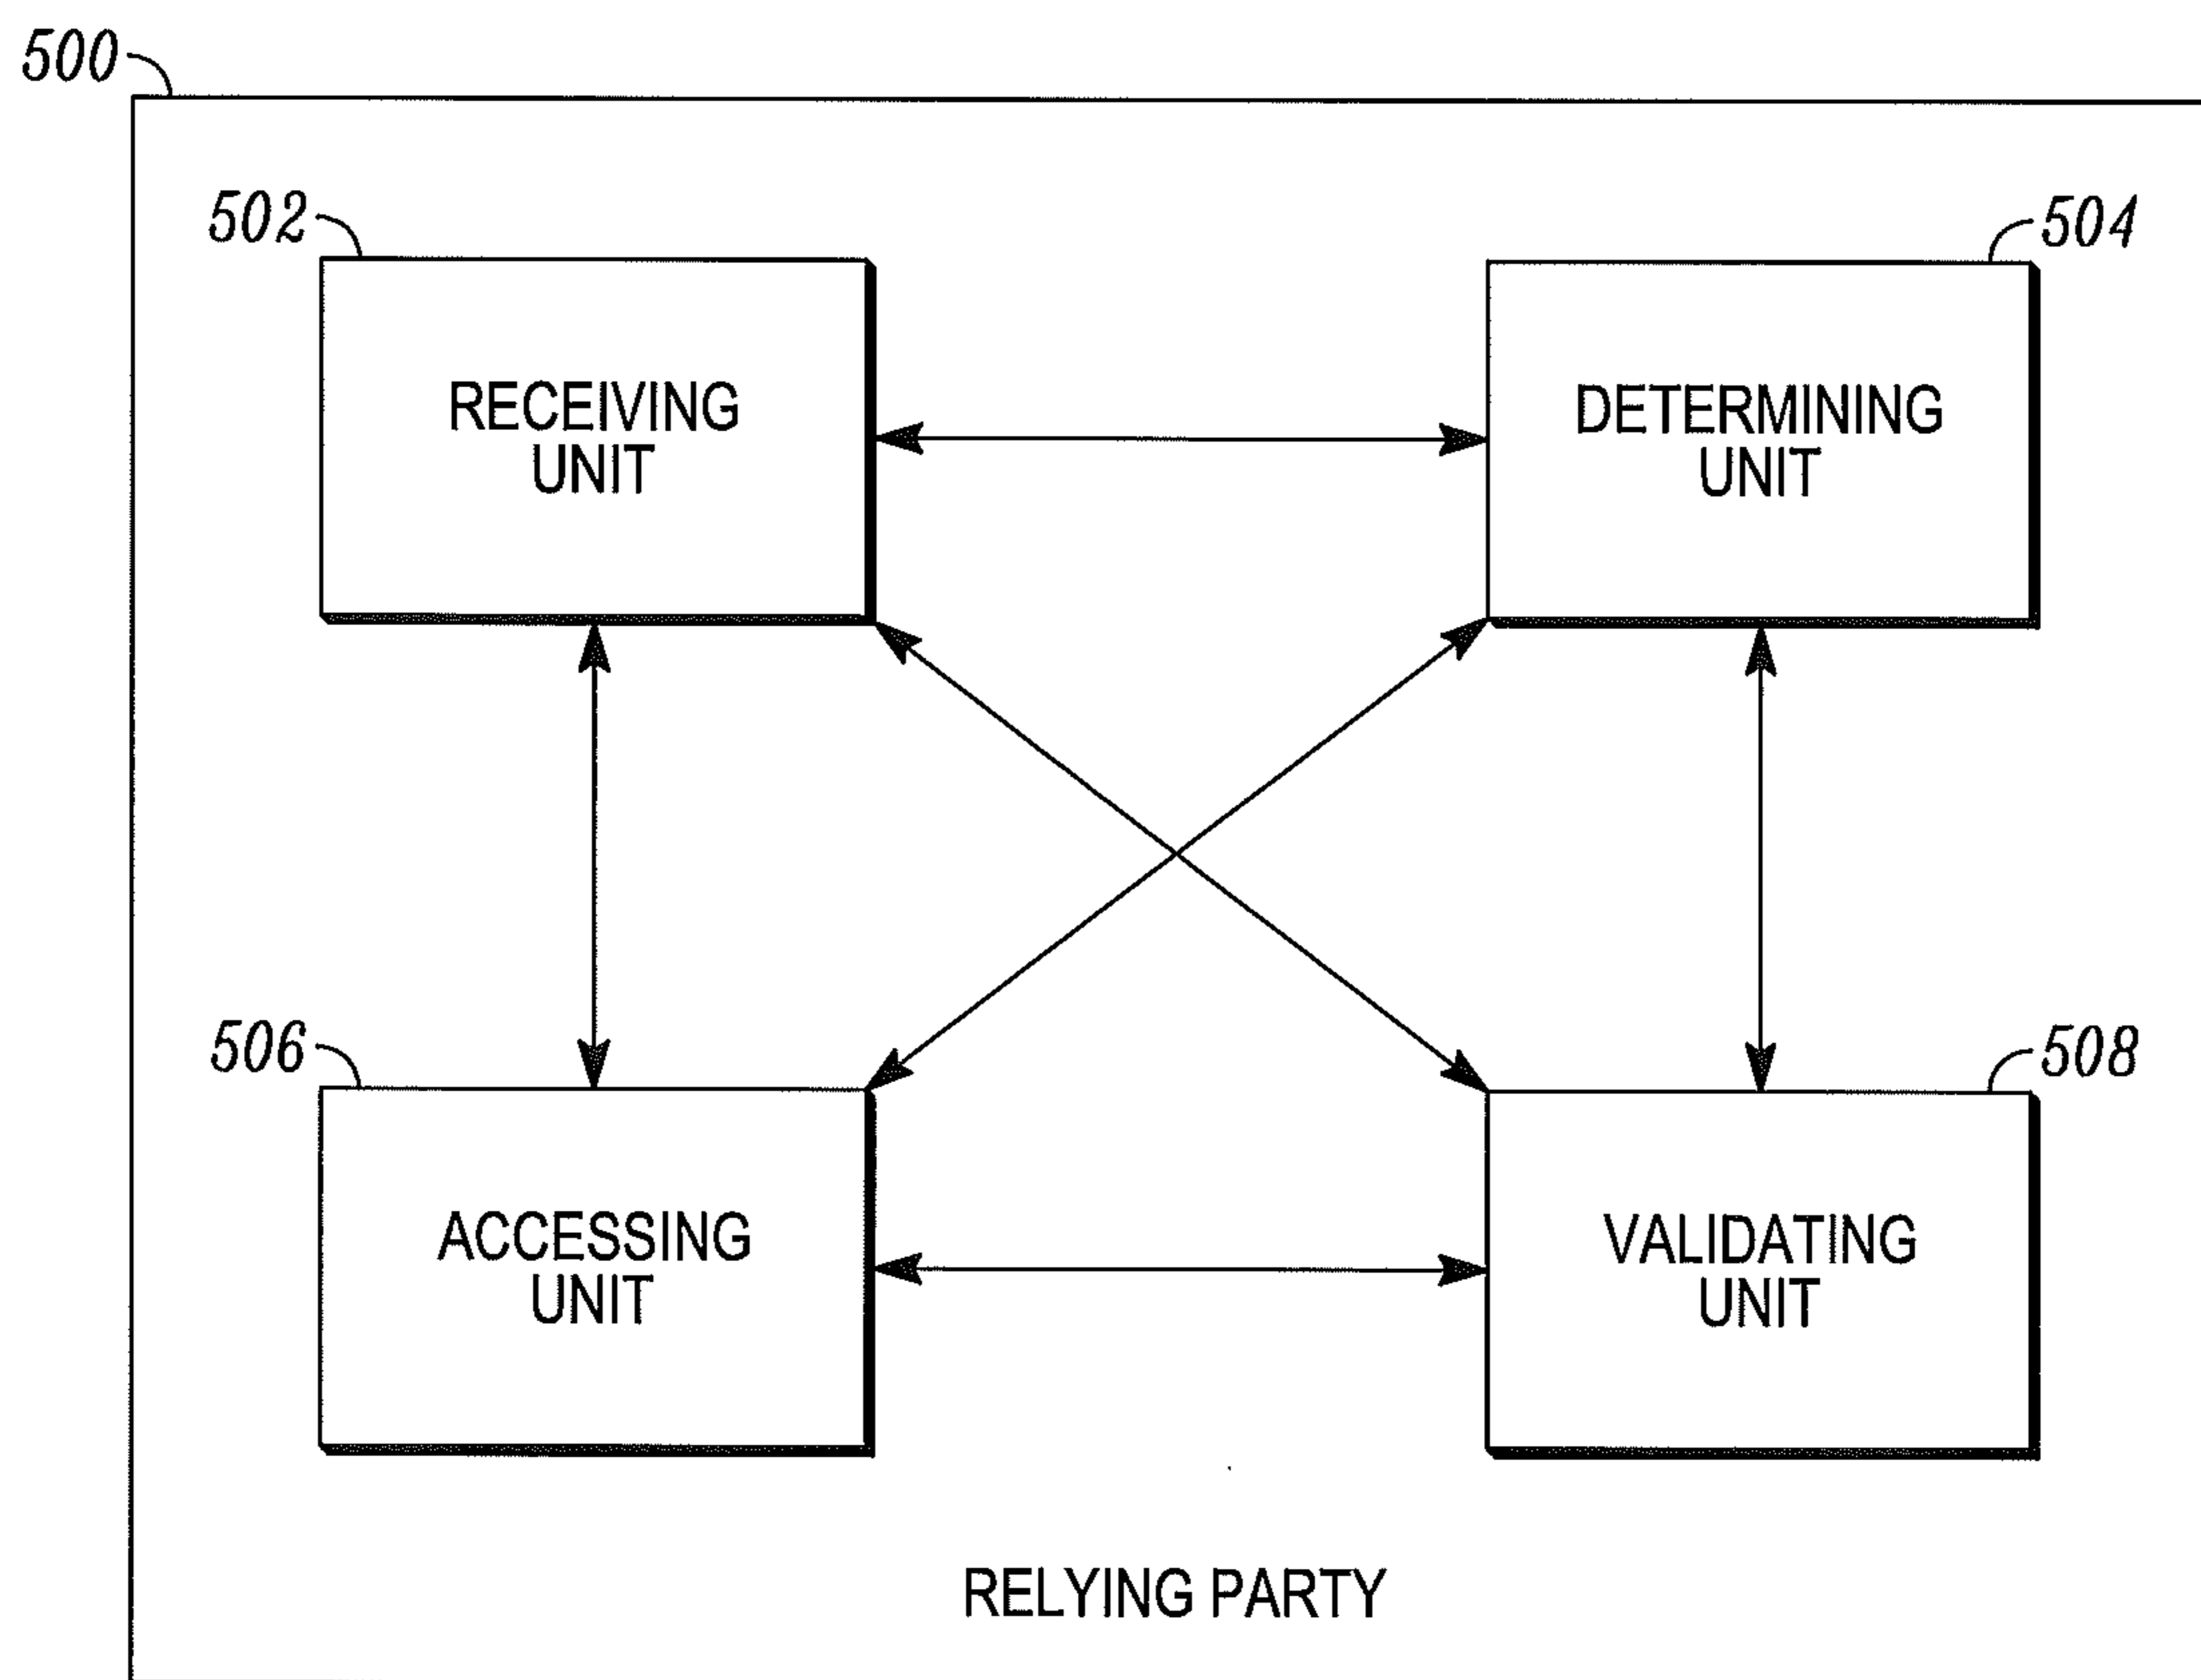 500
502
504
RECEIVING
UNIT
DETERMINING
UNIT
506
508
ACCESSING
UNIT
VALIDATING
UNIT
RELYING PARTY